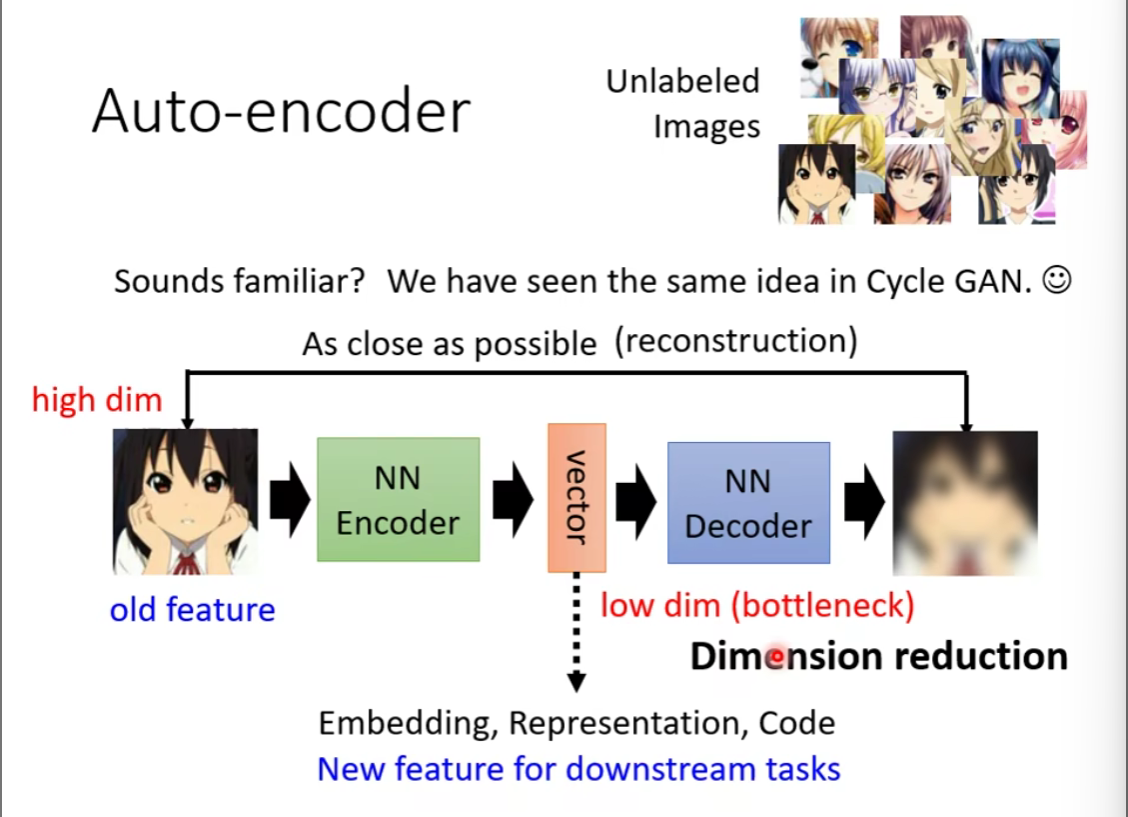 Auto-encoder
Unlabeled
Images
Sounds familiar? We have seen the same idea in Cycle GAN. ☺
As close as possible (reconstruction)
high dim
NN
Encoder
vector
NN
Decoder
old feature
low dim (bottleneck)
Dimension reduction
Embedding, Representation, Code
New feature for downstream tasks